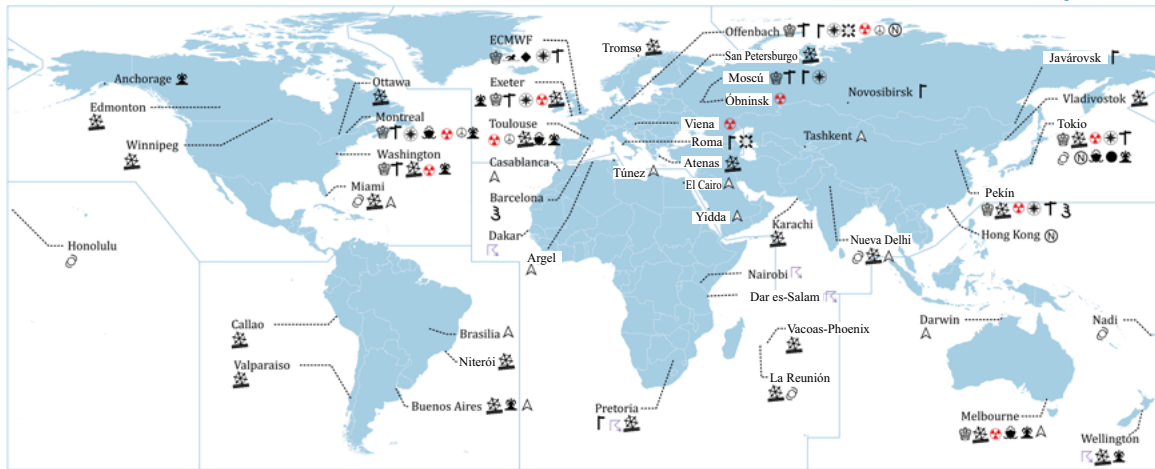 Offenbach
ECMWF
Tromsø
San Petersburgo
Javárovsk
Anchorage
Ottawa
Exeter
Moscú
Novosibirsk
Edmonton
Óbninsk
Vladivostok
Montreal
Toulouse
Viena
Tokio
Winnipeg
Roma
Tashkent
Washington
Casablanca
Atenas
Túnez
Miami
Barcelona
El Cairo
Pekín
Yidda
Karachi
Hong Kong
Honolulu
Dakar
Nueva Delhi
Argel
Nairobi
Dar es-Salam
Callao
Brasilia
Vacoas-Phoenix
Darwin
Nadi
Valparaiso
Niterói
La Reunión
Buenos Aires
Pretoria
Melbourne
Wellingtón